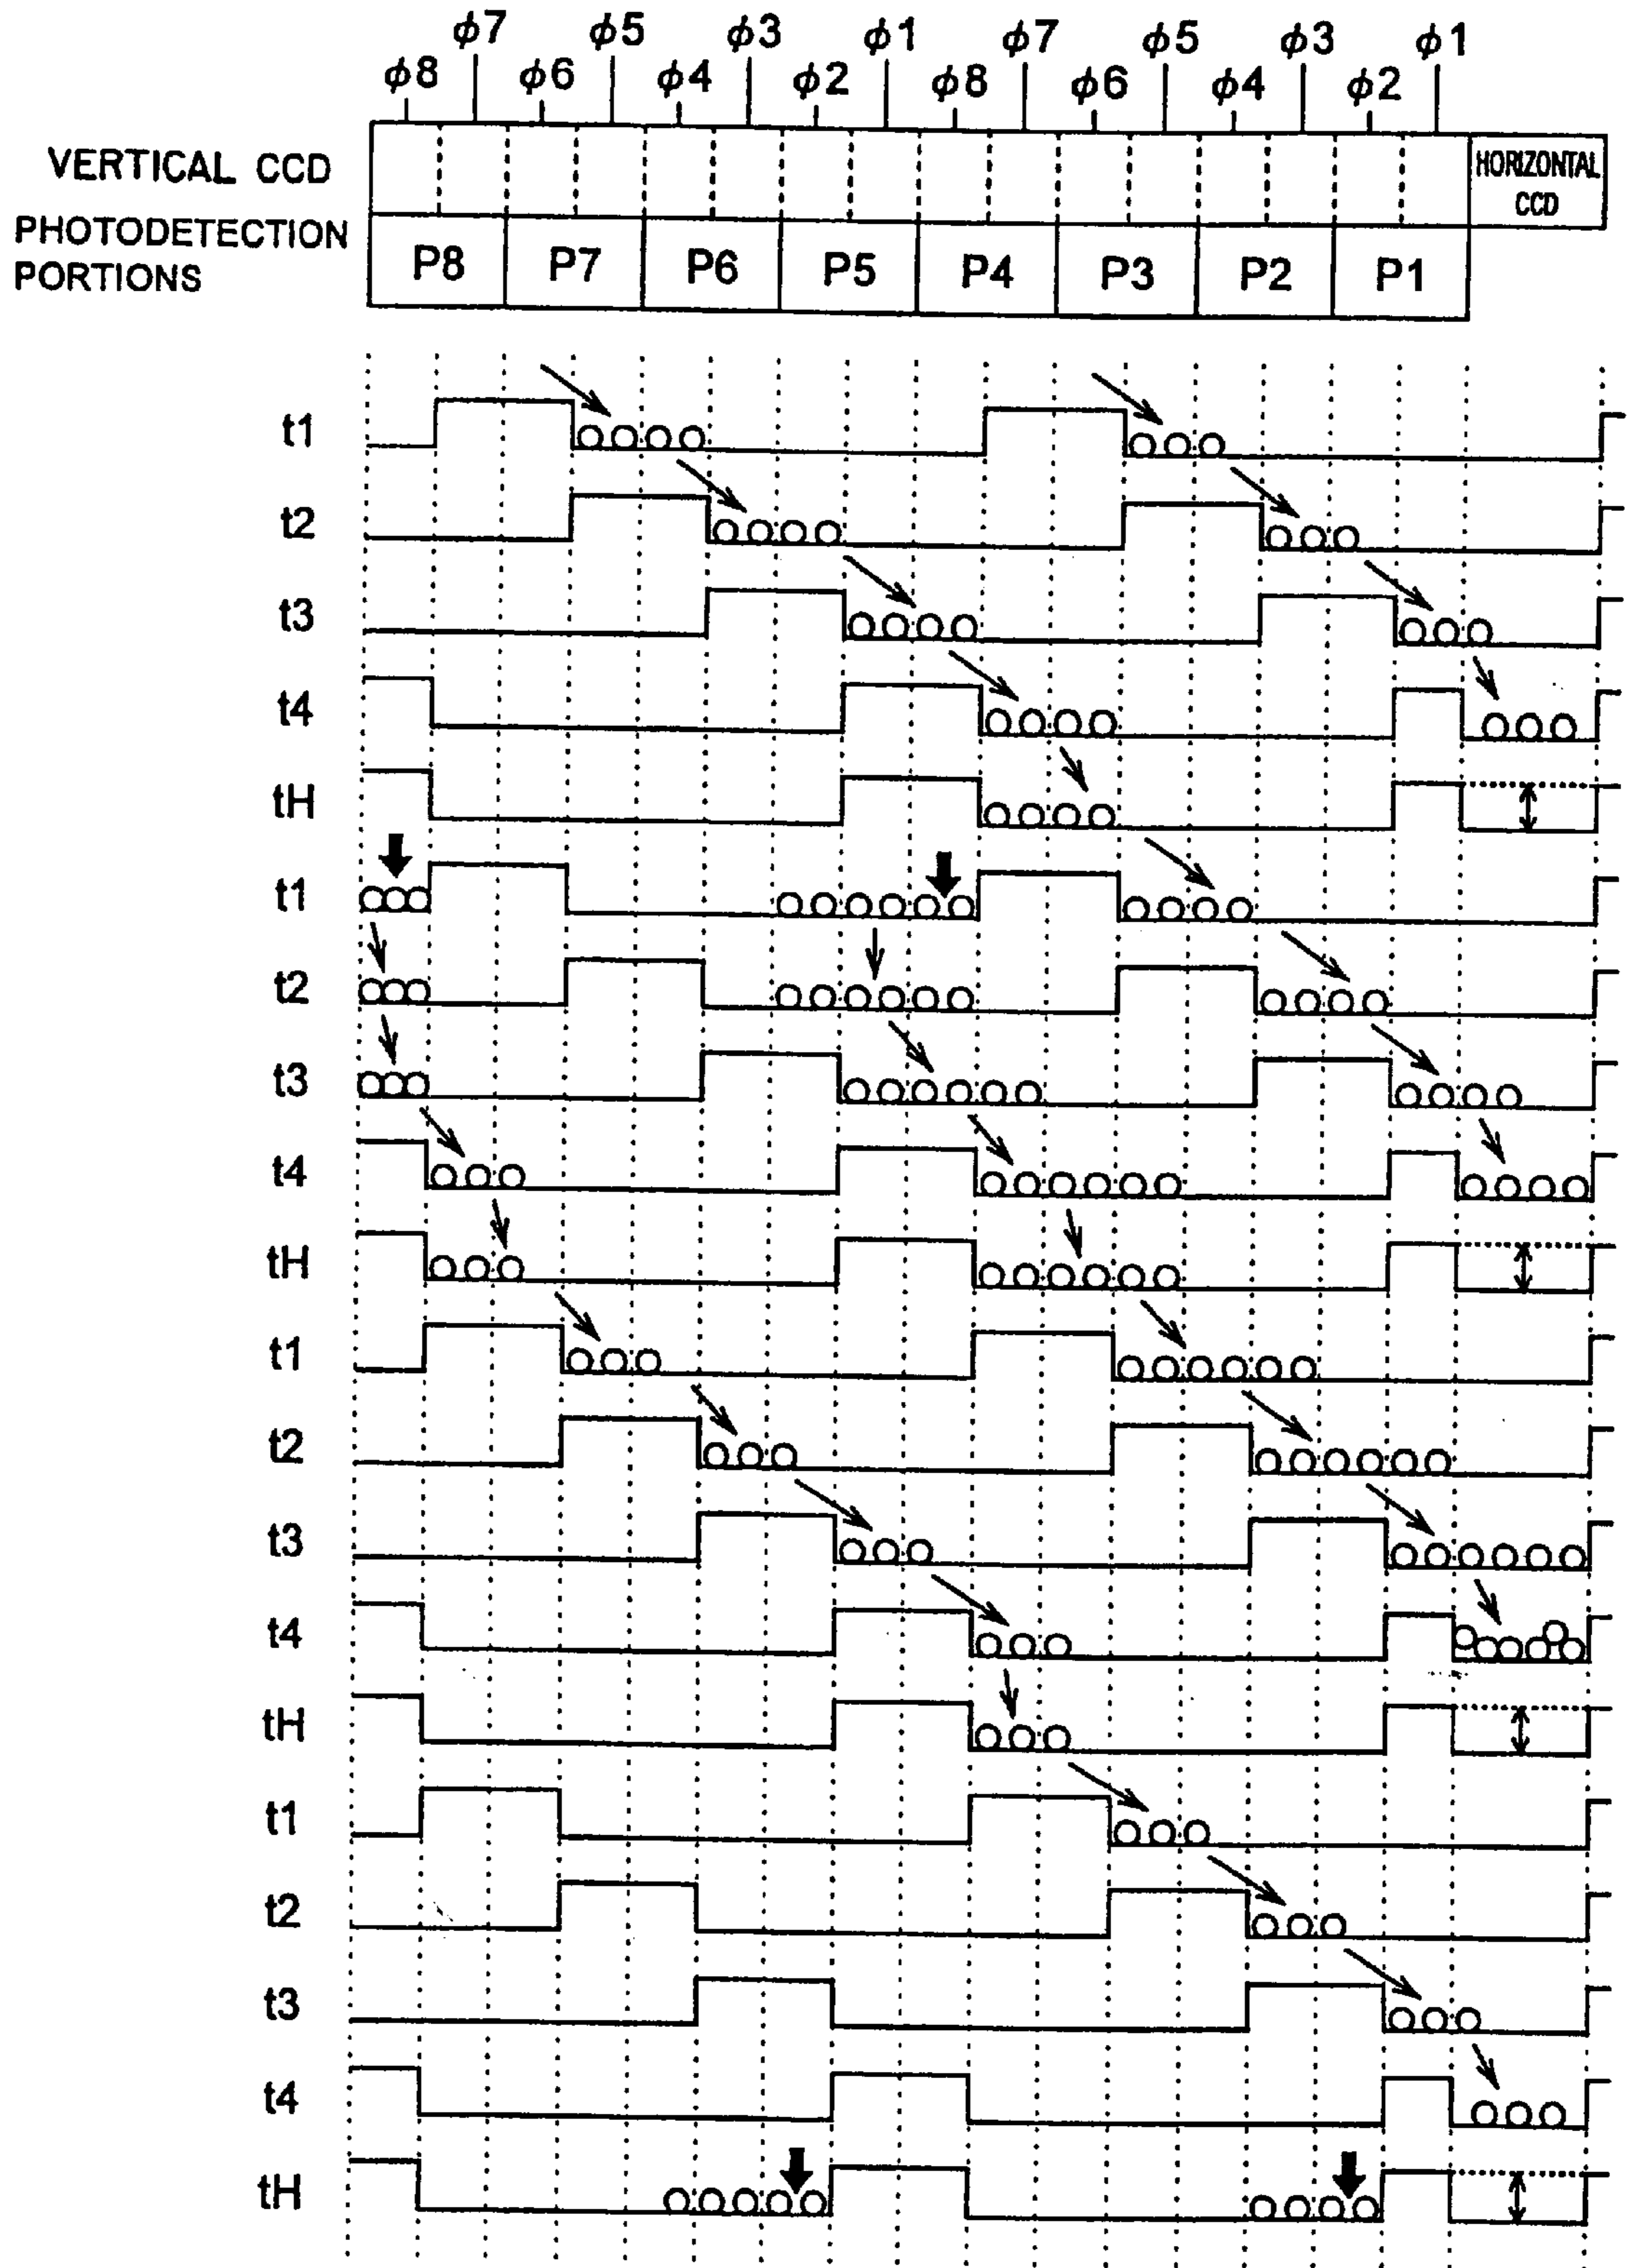 ϕ7 ϕ5 ϕ3 ϕ1 ϕ7 ϕ5 ϕ3 ϕ1
ϕ8 ϕ6 ϕ4 ϕ2 ϕ8 ϕ6 ϕ4 ϕ2
VERTICAL CCD
HORIZONTAL
CCD
PHOTODETECTION
PORTIONS
P8 P7 P6 P5 P4 P3 P2 P1
t1
t2
t3
t4
tH
t1
t2
t3
t4
tH
t1
t2
t3
t4
tH
t1
t2
t3
t4
tH